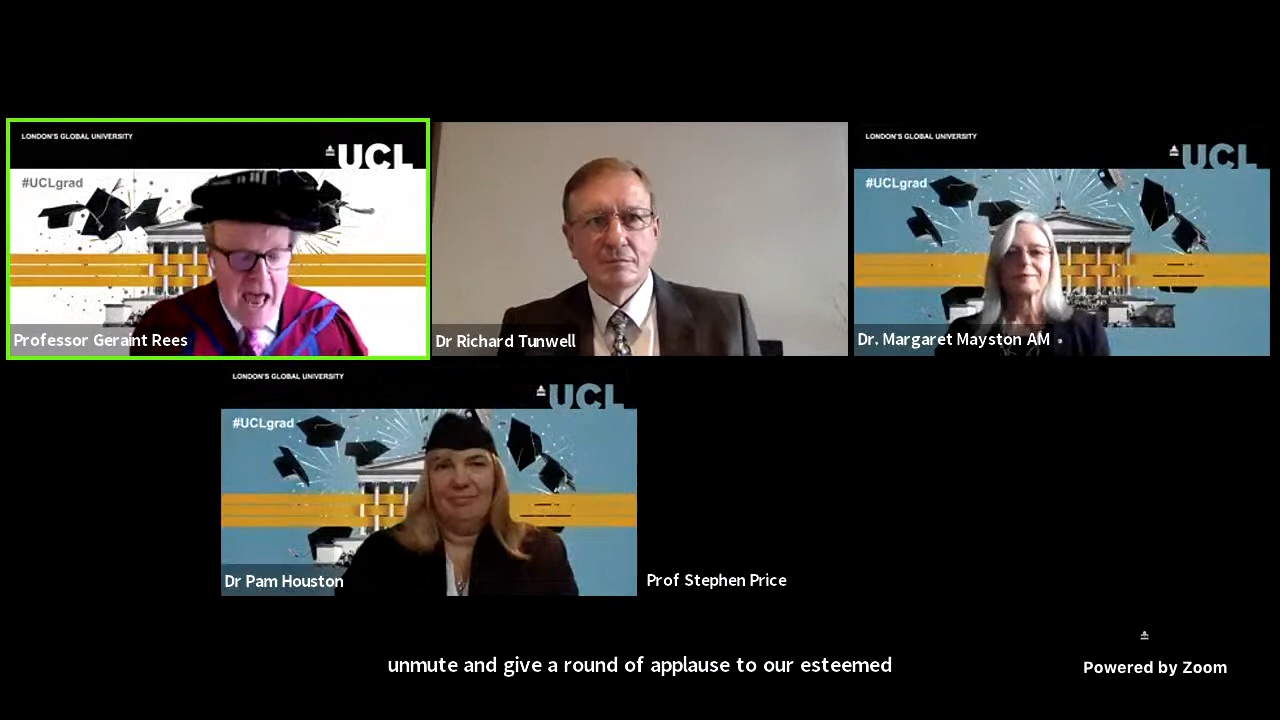 LONDON'S GLOBAL UNIVERSITY
UCL
#UCLgrad
Professor Geraint Rees
Dr Richard Tunwell
LONDON'S GLOBAL UNIVERSITY
UCL
#UCLgrad
Dr. Margaret Mayston AM
LONDON'S GLOBAL UNIVERSITY
UCL
#UCLgrad
Dr Pam Houston
Prof Stephen Price
unmute and give a round of applause to our esteemed
Powered by Zoom